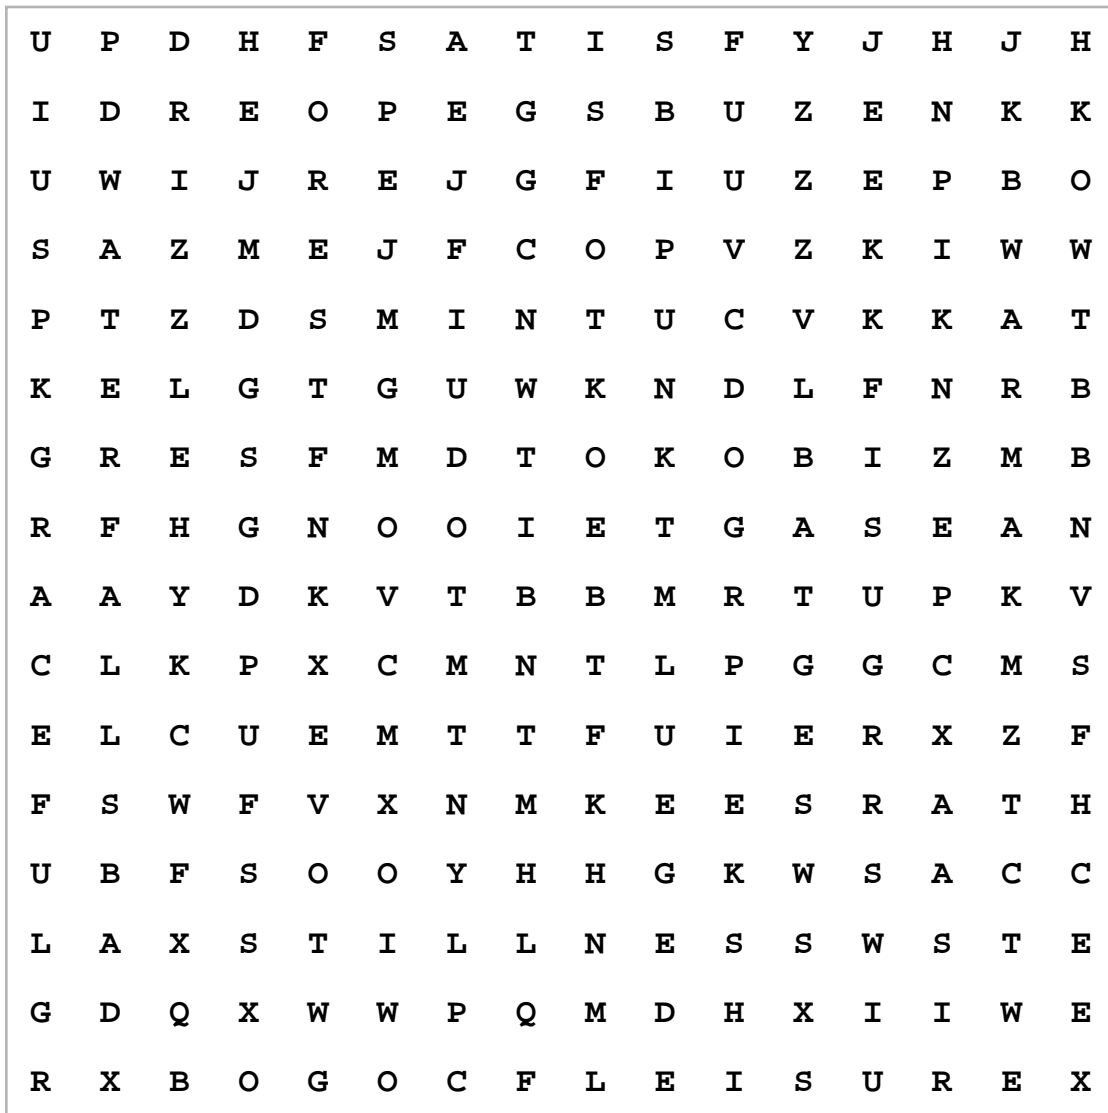 U P D H F S A T I S F Y J H J H
I D R E O P E G S B U Z E N K K
U W I J R E J G F I U Z E P B O
S A Z M E J F C O P V Z K I W W
P T Z D S M I N T U C V K K A T
K E L G T G U W K N D L F N R B
G R E S F M D T O K O B I Z M B
R F H G N O O I E T G A S E A N
A A Y D K V T B B M R T U P K V
C L K P X C M N T L P G G C M S
E L C U E M T T F U I E R X Z F
F S W F V X N M K E E S R A T H
U B F S O O Y H H G K W S A C C
L A X S T I L L N E S S W S T E
G D Q X W W P Q M D H X I I W E
R X B O G O C F L E I S U R E X